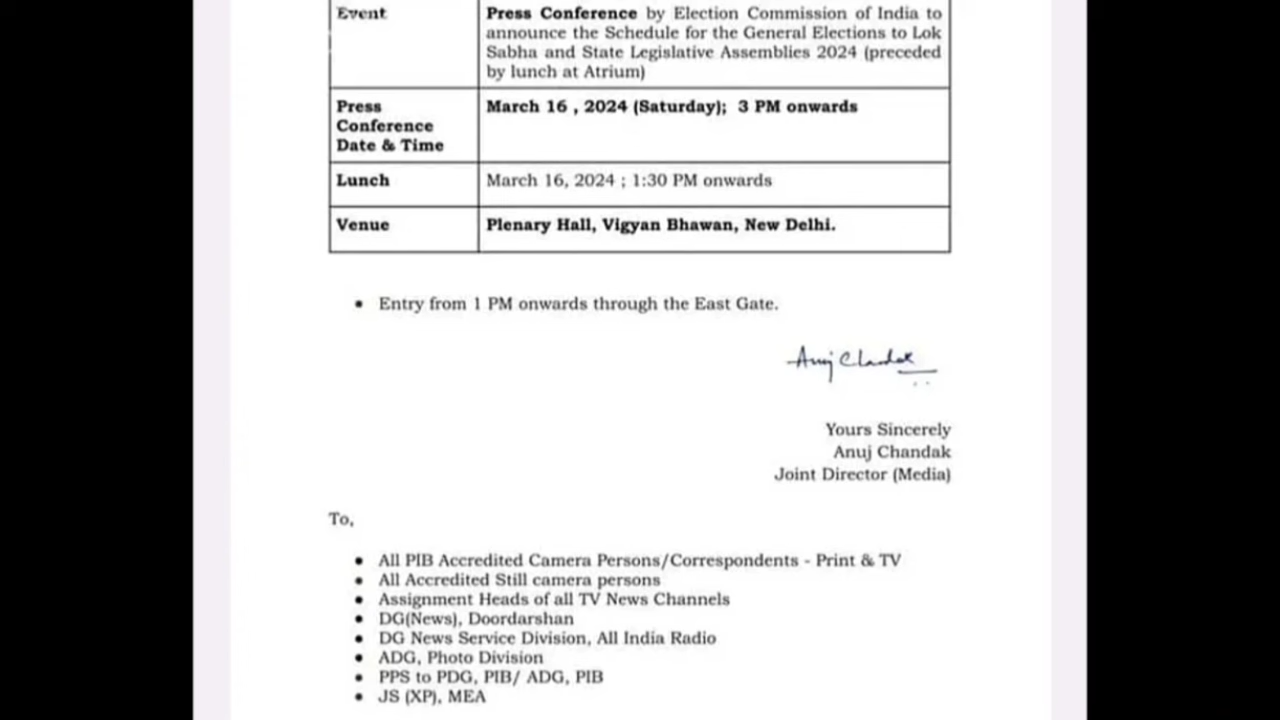 Event
Press Conference by Election Commission of India to
announce the Schedule for the General Elections to Lok
Sabha and State Legislative Assemblies 2024 (preceded
by lunch at Atrium)
Press
Conference
Date & Time
March 16 , 2024 (Saturday);  3 PM onwards
Lunch
March 16, 2024 ; 1:30 PM onwards
Venue
Plenary Hall, Vigyan Bhawan, New Delhi.
• Entry from 1 PM onwards through the East Gate.
Anuj Chandak
Yours Sincerely
Anuj Chandak
Joint Director (Media)
To,
• All PIB Accredited Camera Persons/Correspondents - Print & TV
• All Accredited Still camera persons
• Assignment Heads of all TV News Channels
• DG(News), Doordarshan
• DG News Service Division, All India Radio
• ADG, Photo Division
• PPS to PDG, PIB/ ADG, PIB
• JS (XP), MEA